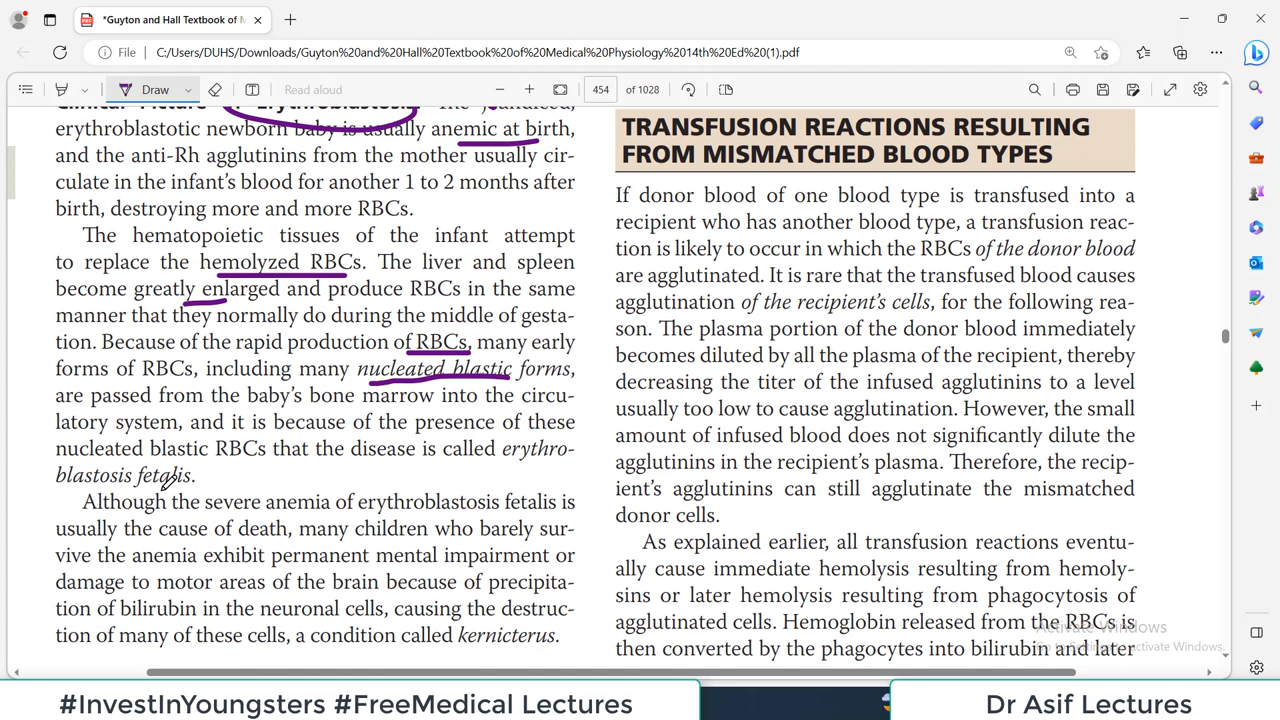 *Guyton and Hall Textbook of M
File
C:/Users/DUHS/Downloads/Guyton%20and%20Hall%20Textbook%20of%20Medical%20Physiology%2014th%20Ed%20(1).pdf
Draw
Read aloud
454 of 1028
Clinical Picture of Erythroblastosis. The jaundiced,
erythroblastotic newborn baby is usually anemic at birth,
and the anti-Rh agglutinins from the mother usually cir-
culate in the infant's blood for another 1 to 2 months after
birth, destroying more and more RBCs.
The hematopoietic tissues of the infant attempt
to replace the hemolyzed RBCs. The liver and spleen
become greatly enlarged and produce RBCs in the same
manner that they normally do during the middle of gesta-
tion. Because of the rapid production of RBCs, many early
forms of RBCs, including many nucleated blastic forms,
are passed from the baby's bone marrow into the circu-
latory system, and it is because of the presence of these
nucleated blastic RBCs that the disease is called erythro-
blastosis fetalis.
Although the severe anemia of erythroblastosis fetalis is
usually the cause of death, many children who barely sur-
vive the anemia exhibit permanent mental impairment or
damage to motor areas of the brain because of precipita-
tion of bilirubin in the neuronal cells, causing the destruc-
tion of many of these cells, a condition called kernicterus.
TRANSFUSION REACTIONS RESULTING
FROM MISMATCHED BLOOD TYPES
If donor blood of one blood type is transfused into a
recipient who has another blood type, a transfusion reac-
tion is likely to occur in which the RBCs of the donor blood
are agglutinated. It is rare that the transfused blood causes
agglutination of the recipient's cells, for the following rea-
son. The plasma portion of the donor blood immediately
becomes diluted by all the plasma of the recipient, thereby
decreasing the titer of the infused agglutinins to a level
usually too low to cause agglutination. However, the small
amount of infused blood does not significantly dilute the
agglutinins in the recipient's plasma. Therefore, the recip-
ient's agglutinins can still agglutinate the mismatched
donor cells.
As explained earlier, all transfusion reactions eventu-
ally cause immediate hemolysis resulting from hemoly-
sins or later hemolysis resulting from phagocytosis of
agglutinated cells. Hemoglobin released from the RBCs is
then converted by the phagocytes into bilirubin and later
Activate Windows
Go to Settings to activate Windows.
#InvestInYoungsters #FreeMedical Lectures
Dr Asif Lectures